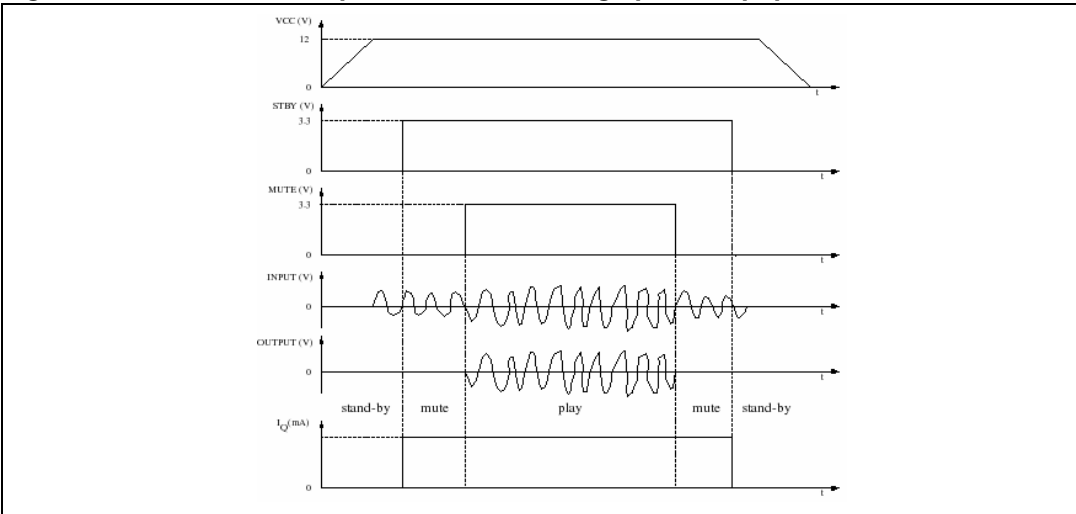 VCC (V)
12
0
t
STBY (V)
3.3
0
t
MUTE (V)
3.3
0
t
INPUT (V)
0
t
OUTPUT (V)
0
t
stand-by mute play mute stand-by
IQ(mA)
0
t